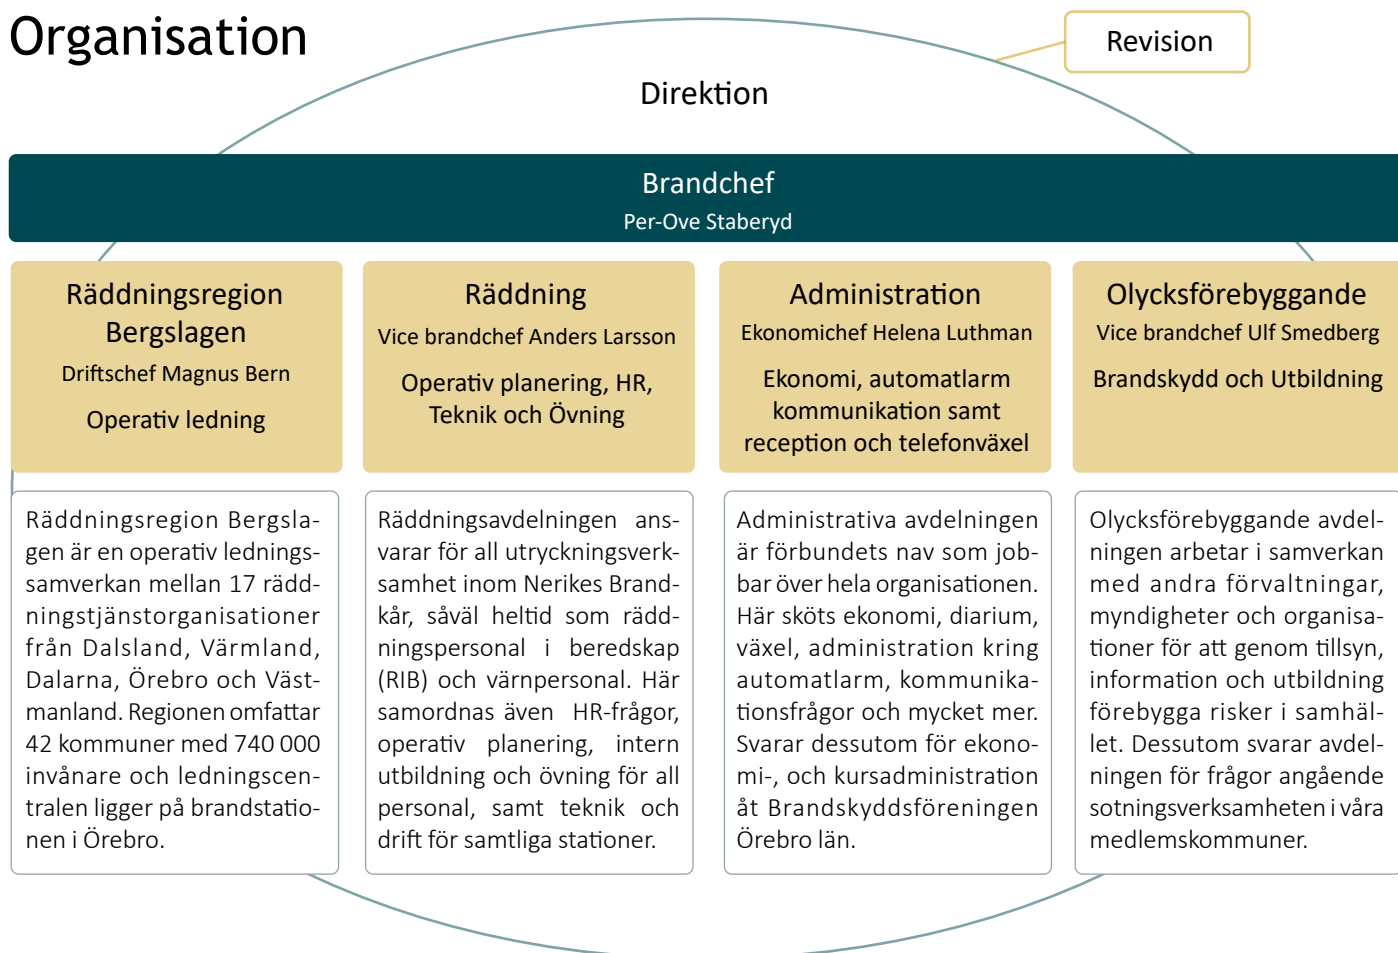 Organisation
Revision
Direktion
Brandchef
Per-Ove Staberyd
Räddningsregion
Bergslagen
Driftschef Magnus Bern
Operativ ledning
Räddning
Vice brandchef Anders Larsson
Operativ planering, HR,
Teknik och Övning
Administration
Ekonomichef Helena Luthman
Ekonomi, automatlarm
kommunikation samt
reception och telefonväxel
Olycksförebyggande
Vice brandchef Ulf Smedberg
Brandskydd och Utbildning
Räddningsregion Bergsla-
gen är en operativ lednings-
samverkan mellan 17 rädd-
ningstjänstorganisationer
från Dalsland, Värmland,
Dalarna, Örebro och Väst-
manland. Regionen omfattar
42 kommuner med 740 000
invånare och ledningscen-
tralen ligger på brandstatio-
nen i Örebro.
Räddningsavdelningen ans-
varar för all utryckningsverk-
samhet inom Nerikes Brand-
kår, såväl heltid som rädd-
ningspersonal i beredskap
(RIB) och värnpersonal. Här
samordnas även HR-frågor,
operativ planering, intern
utbildning och övning för all
personal, samt teknik och
drift för samtliga stationer.
Administrativa avdelningen
är förbundets nav som job-
bar över hela organisationen.
Här sköts ekonomi, diarium,
växel, administration kring
automatlarm, kommunika-
tionsfrågor och mycket mer.
Svarar dessutom för ekono-
mi-, och kursadministration
åt Brandskyddsföreningen
Örebro län.
Olycksförebyggande avdel-
ningen arbetar i samverkan
med andra förvaltningar,
myndigheter och organisa-
tioner för att genom tillsyn,
information och utbildning
förebygga risker i samhäl-
let. Dessutom svarar avdel-
ningen för frågor angående
sotningsverksamheten i våra
medlemskommuner.